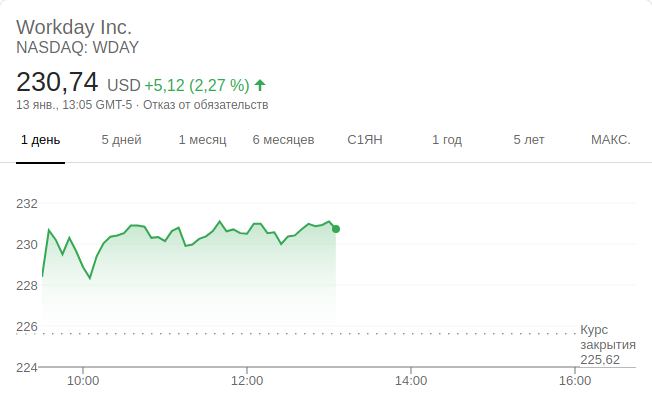 Workday Inc.
NASDAQ: WDAY
230,74 USD +5,12 (2,27 %)
13 янв., 13:05 GMT-5 · Отказ от обязательств
1 день 5 дней 1 месяц 6 месяцев С1ЯН 1 год 5 лет МАКС.
232
230
228
226
Курс
закрытия
225,62
224
10:00 12:00 14:00 16:00